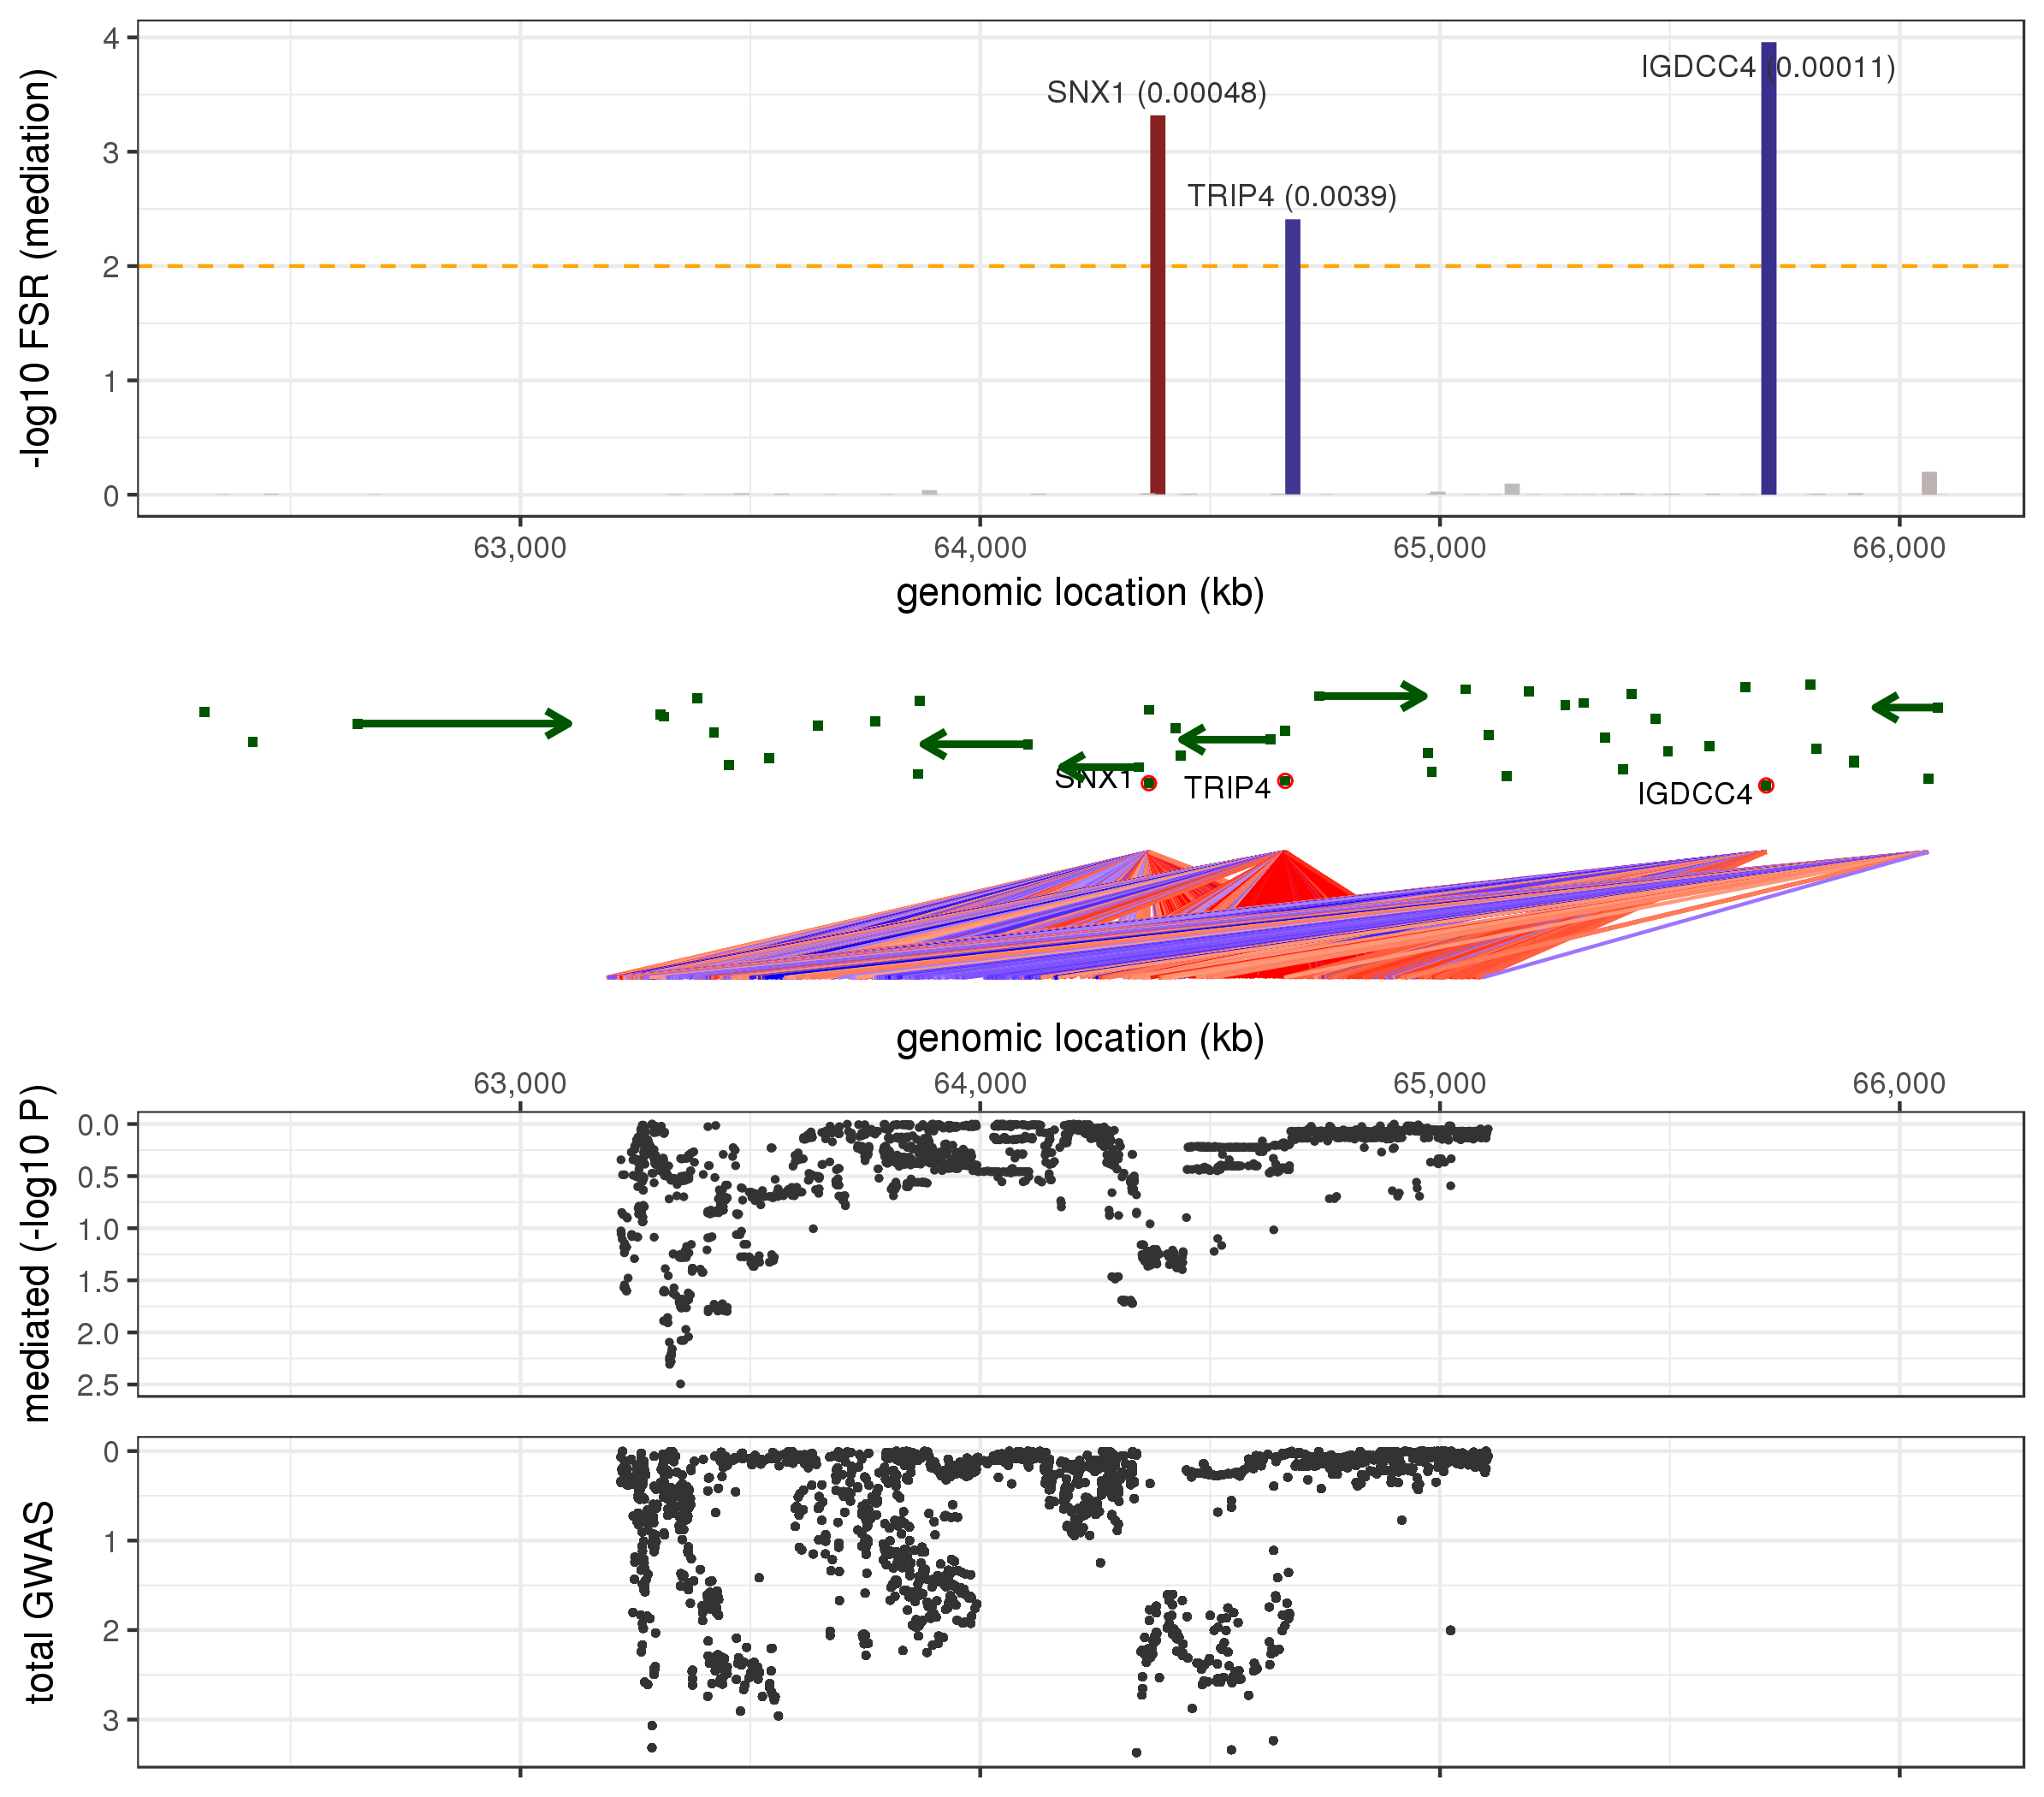 -log10 FSR (mediation)
4
3
2
1
0
IGDCC4 (0.00011)
SNX1 (0.00048)
TRIP4 (0.0039)
63,000 64,000 65,000 66,000
genomic location (kb)
SNX1
TRIP4
IGDCC4
genomic location (kb)
63,000 64,000 65,000 66,000
mediated (-log10 P)
0.0
0.5
1.0
1.5
2.0
2.5
total GWAS
0
1
2
3